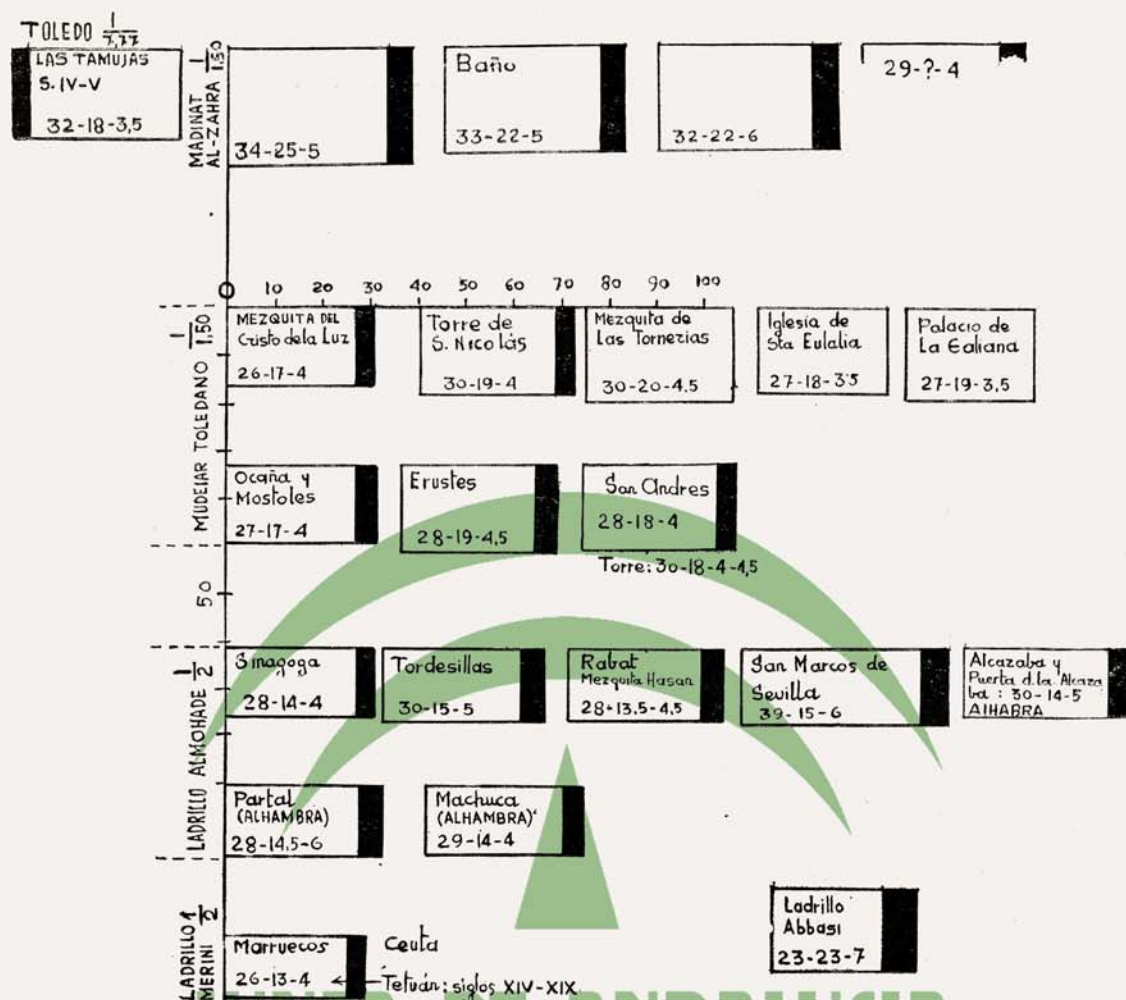 TOLEDO 1/7,77
LAS TAMUJAS
S. IV-V
32-18-3,5
MADINAT AL-ZAHRA 1/1.50
34-25-5
Baño
33-22-5
32-22-6
29-?-4
0 10 20 30 40 50 60 70 80 90 100
MUDEIAR TOLEDANO 1/1.50
MEZQUITA DEL
Cristo de la Luz
26-17-4
Torre de
S. Nicolás
30-19-4
Mezquita de
Las Tornerias
30-20-4.5
Iglesia de
Sta Eulalia
27-18-3'5
Palacio de
La Galiana
27-19-3,5
Ocaña y
Mostoles
27-17-4
Erustes
28-19-4,5
San Andres
28-18-4
Torre: 30-18-4-4,5
50
LADRILLO ALMOHADE 1/2
Sinagoga
28-14-4
Tordesillas
30-15-5
Rabat
Mezquita Hasan
28-13,5-4,5
San Marcos de
Sevilla
39-15-6
Alcazaba y
Puerta d. la Alcaza
ba : 30-14-5
AlHABRA
Partal
(ALHAMBRA)
28-14,5-6
Machuca
(ALHAMBRA)
29-14-4
LADRILLO MERINI 1/2
Marruecos
26-13-4
Ceuta
Tetuán: siglos XIV-XIX
Ladrillo
Abbasi
23-23-7